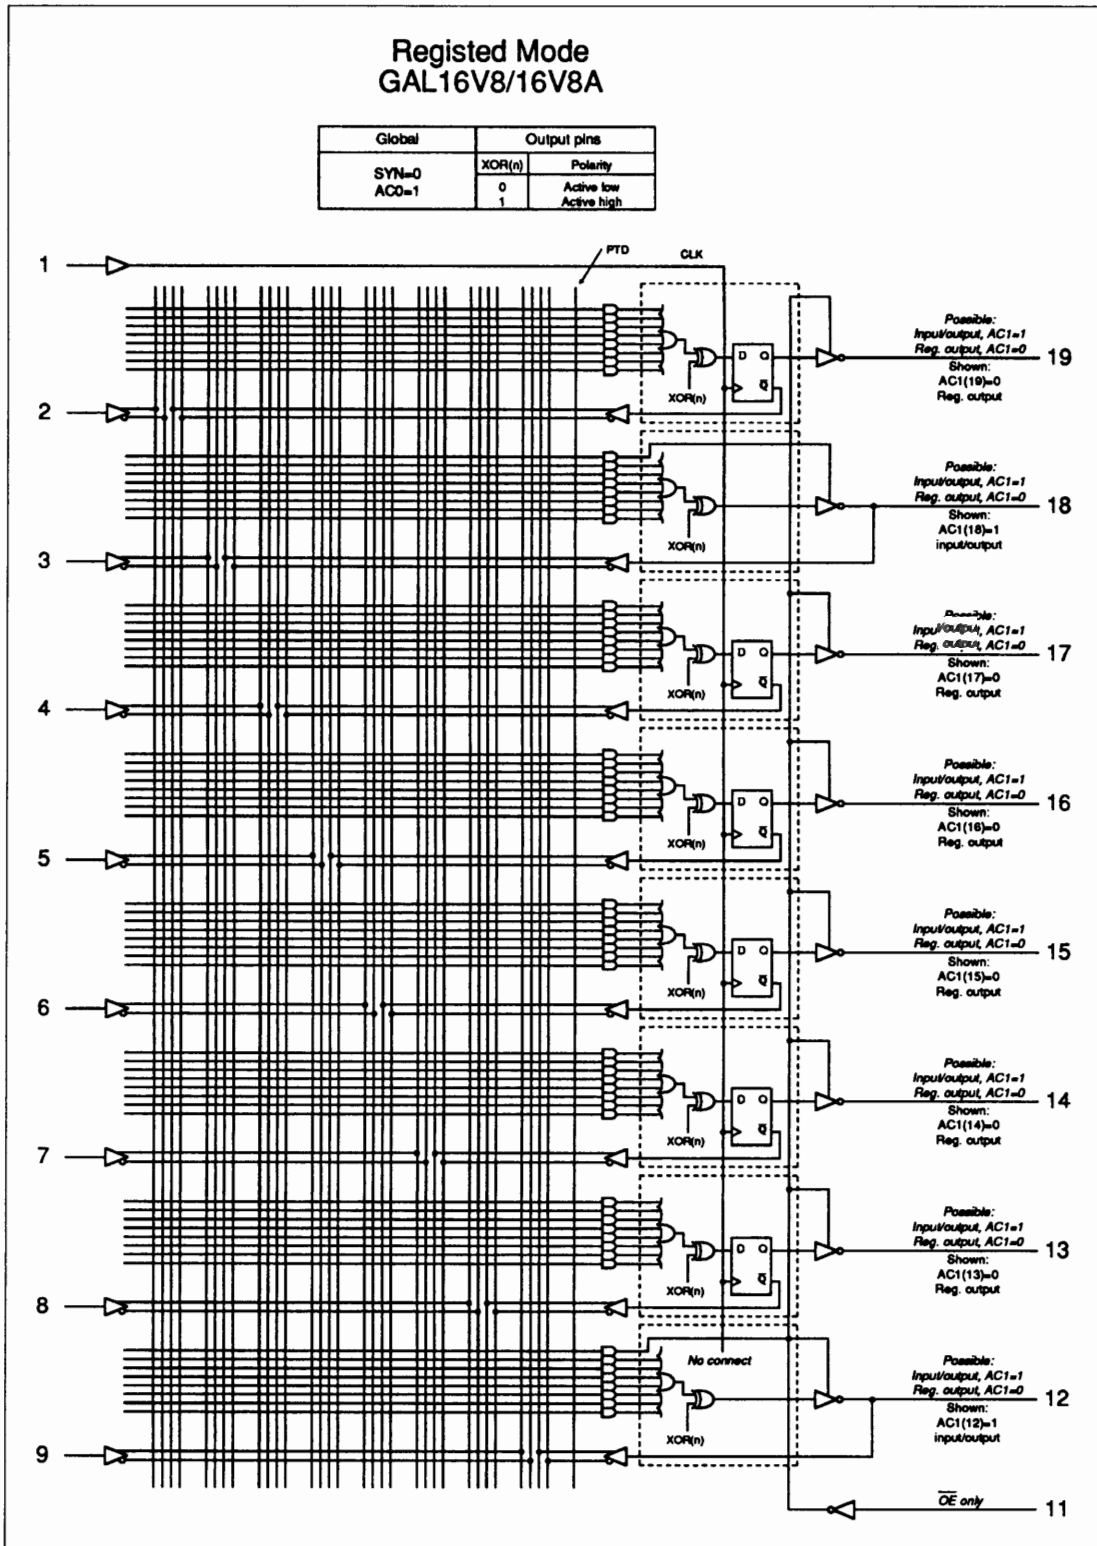 Registed Mode
GAL16V8/16V8A
Global Output pins
SYN=0
AC0=1
XOR(n) Polarity
0 Active low
1 Active high
PTD
CLK
1
Possible:
Input/output, AC1=1
Reg. output, AC1=0
Shown:
AC1(19)=0
Reg. output
19
D Q
Q̅
XOR(n)
2
Possible:
Input/output, AC1=1
Reg. output, AC1=0
Shown:
AC1(18)=1
input/output
18
XOR(n)
3
Possible:
Input/output, AC1=1
Reg. output, AC1=0
Shown:
AC1(17)=0
Reg. output
17
D Q
Q̅
XOR(n)
4
Possible:
Input/output, AC1=1
Reg. output, AC1=0
Shown:
AC1(16)=0
Reg. output
16
D Q
Q̅
XOR(n)
5
Possible:
Input/output, AC1=1
Reg. output, AC1=0
Shown:
AC1(15)=0
Reg. output
15
D Q
Q̅
XOR(n)
6
Possible:
Input/output, AC1=1
Reg. output, AC1=0
Shown:
AC1(14)=0
Reg. output
14
D Q
Q̅
XOR(n)
7
Possible:
Input/output, AC1=1
Reg. output, AC1=0
Shown:
AC1(13)=0
Reg. output
13
D Q
Q̅
XOR(n)
8
No connect
Possible:
Input/output, AC1=1
Reg. output, AC1=0
Shown:
AC1(12)=1
input/output
12
XOR(n)
9
O̅E̅ only
11